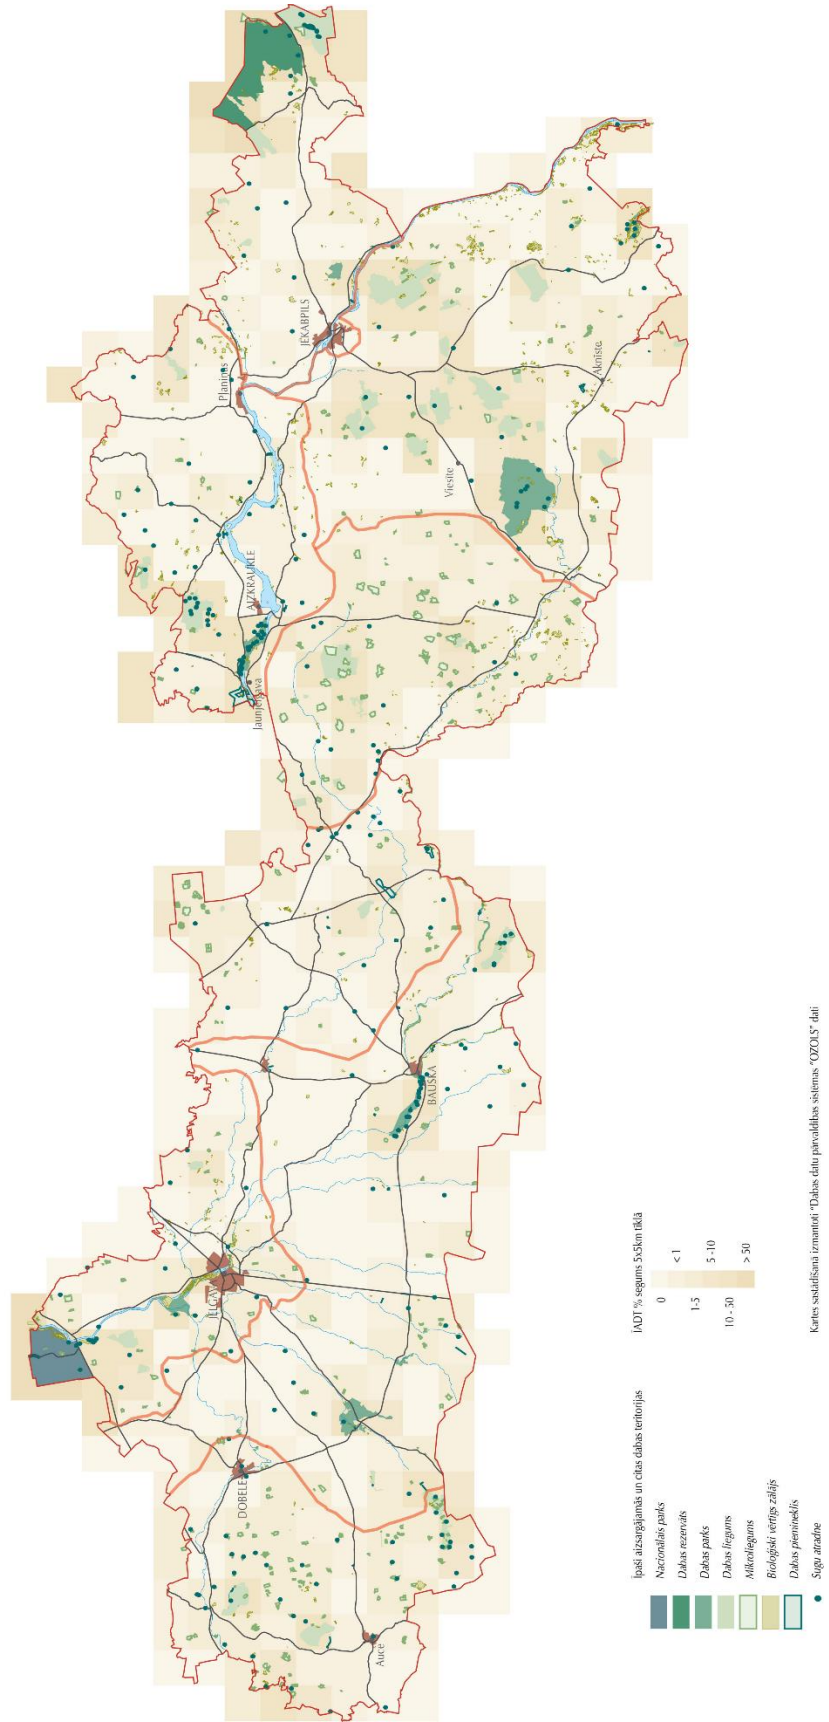 JĒKABPILS
Pļaviņas
Aknīste
Viesīte
AIZKRAUKLE
Jaunjelgava
BAUSKA
JELGAVA
DOBELE
Auce
Īpaši aizsargājamās un citas dabas teritorijas
Nacionālais parks
Dabas rezervāts
Dabas parks
Dabas liegums
Mikroliegums
Bioloģiski vērtīgs zālājs
Dabas piemineklis
Sugu atradne
ĪADT % segums 5x5km tīklā
0
< 1
1-5
5 -10
10 - 50
> 50
Kartes sastādīšanā izmantoti "Dabas datu pārvaldības sistēmas "OZOLS" dati